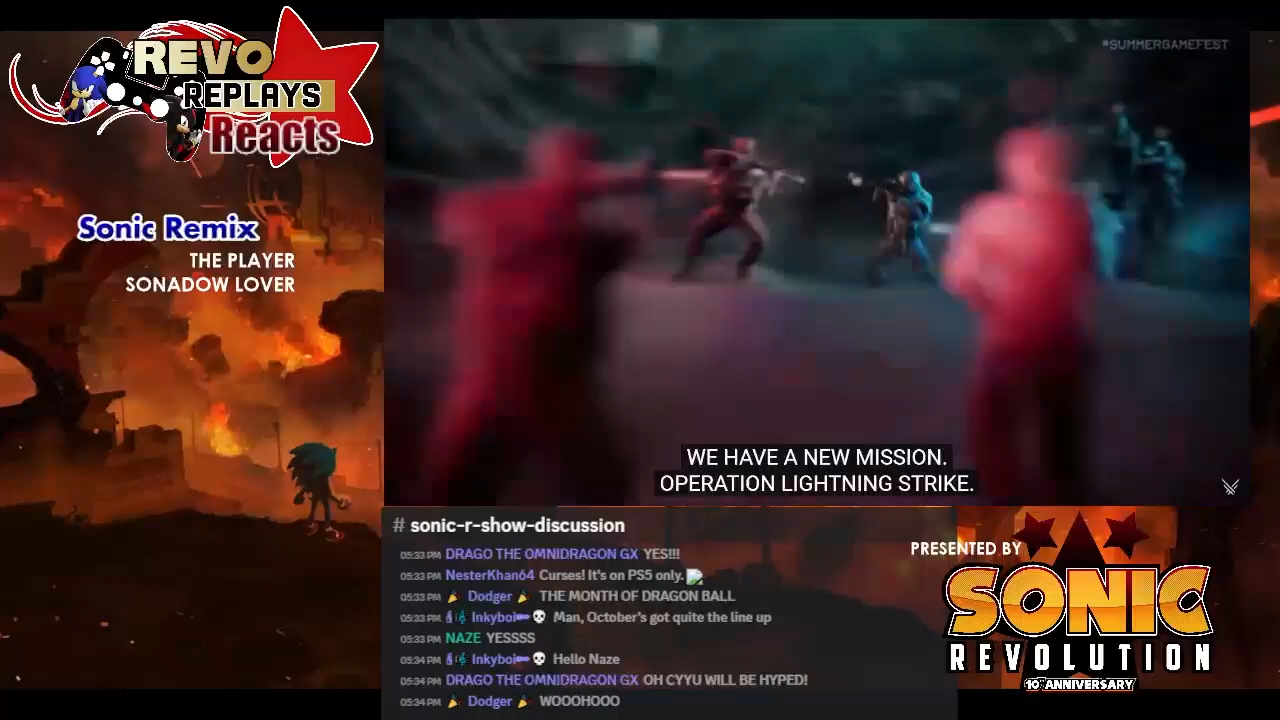 REVO
REPLAYS
Reacts
#SUMMERGAMEFEST
Sonic Remix
THE PLAYER
SONADOW LOVER
WE HAVE A NEW MISSION.
OPERATION LIGHTNING STRIKE.
# sonic-r-show-discussion
05:33 PM DRAGO THE OMNIDRAGON GX YES!!!
05:33 PM NesterKhan64 Curses! It's on PS5 only.
05:33 PM Dodger THE MONTH OF DRAGON BALL
05:33 PM Inkyboi Man, October's got quite the line up
05:33 PM NAZE YESSSS
05:34 PM Inkyboi Hello Naze
05:34 PM DRAGO THE OMNIDRAGON GX OH CYYU WILL BE HYPED!
05:34 PM Dodger WOOOHOOO
PRESENTED BY
SONIC
REVOLUTION
10TH ANNIVERSARY